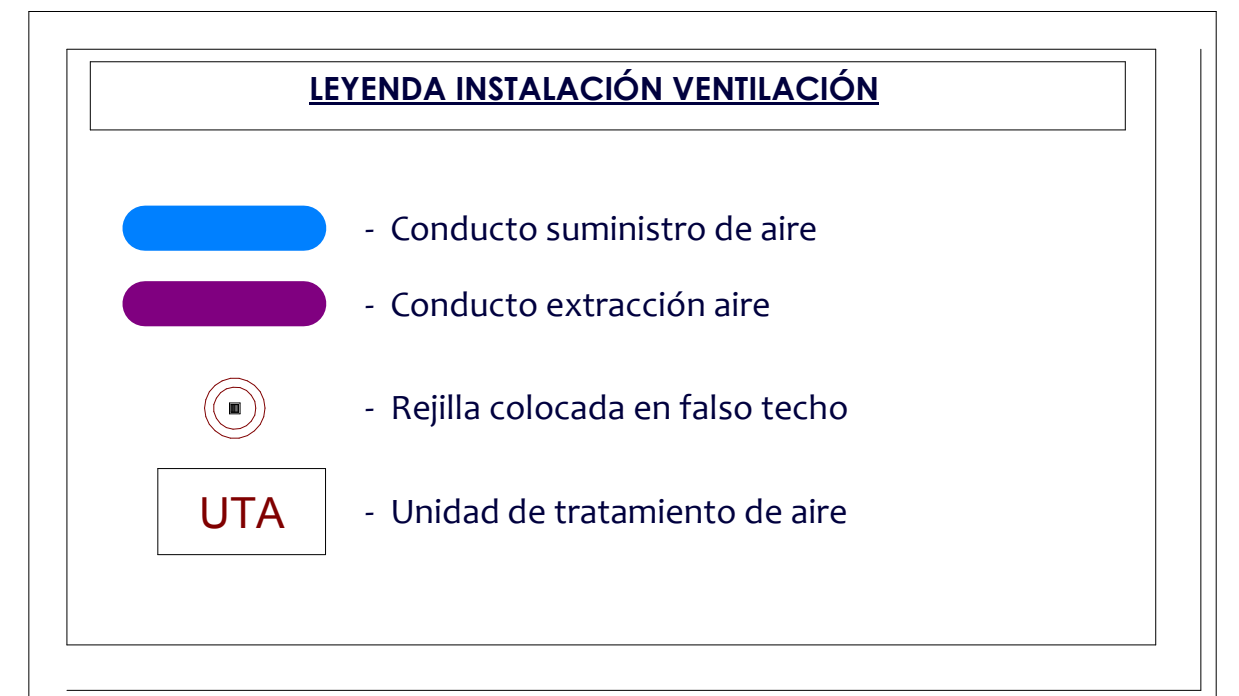 LEYENDA INSTALACIÓN VENTILACIÓN
- Conducto suministro de aire
- Conducto extracción aire
- Rejilla colocada en falso techo
UTA - Unidad de tratamiento de aire